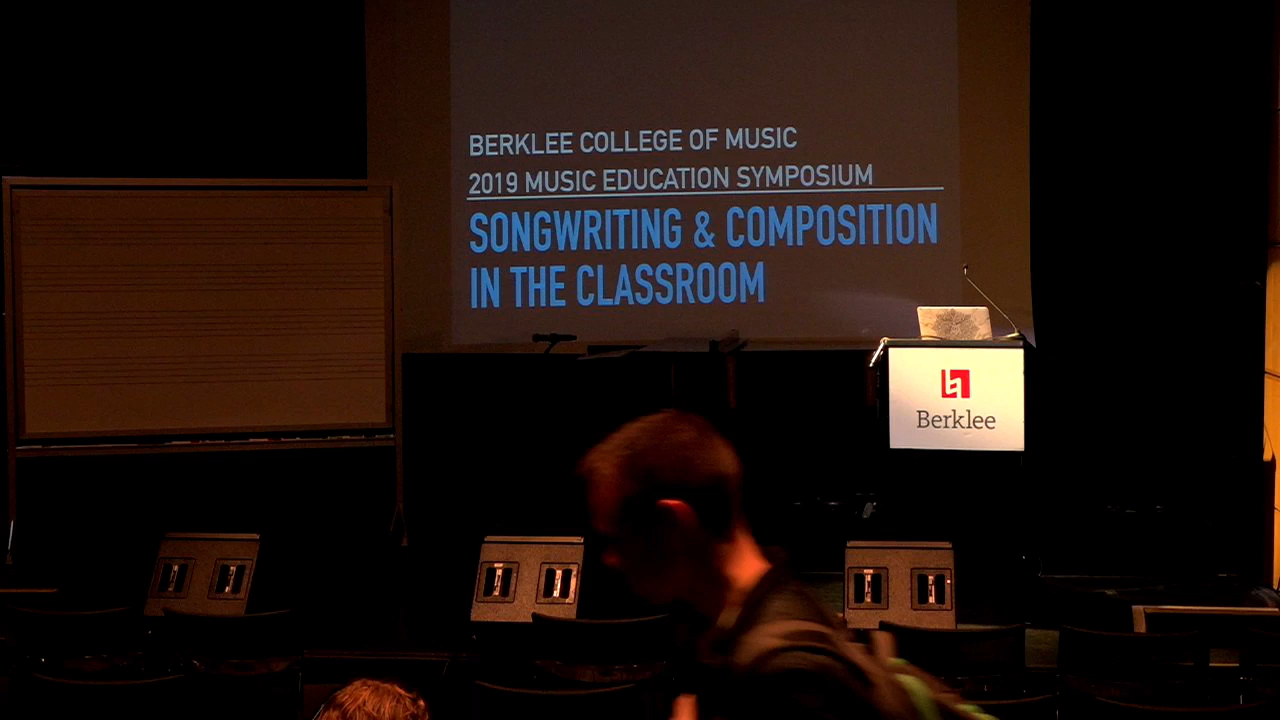 BERKLEE COLLEGE OF MUSIC
2019 MUSIC EDUCATION SYMPOSIUM
SONGWRITING & COMPOSITION
IN THE CLASSROOM
Berklee